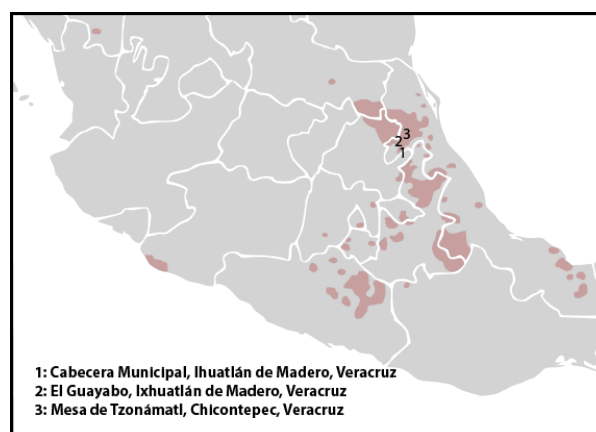 3
2
1
1: Cabecera Municipal, Ihuatlán de Madero, Veracruz
2: El Guayabo, Ixhuatlán de Madero, Veracruz
3: Mesa de Tzonámatl, Chicontepec, Veracruz